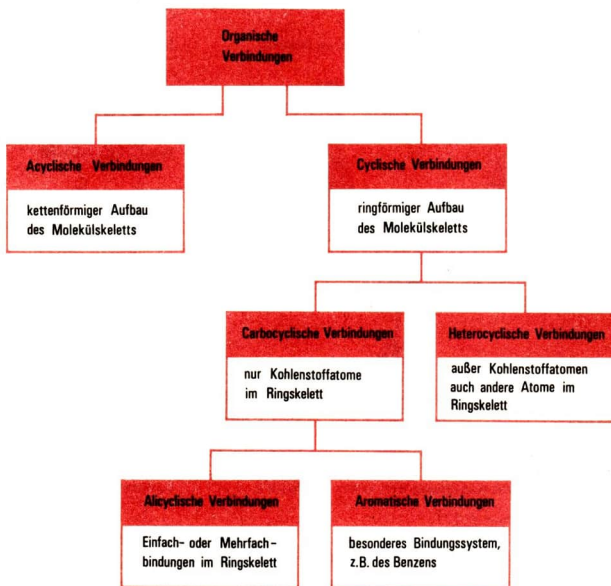 Organische
Verbindungen
Acyclische Verbindungen
kettenförmiger Aufbau
des Molekülskeletts
Cyclische Verbindungen
ringförmiger Aufbau
des Molekülskeletts
Carbocyclische Verbindungen
nur Kohlenstoffatome
im Ringskelett
Heterocyclische Verbindungen
außer Kohlenstoffatomen
auch andere Atome im
Ringskelett
Alicyclische Verbindungen
Einfach- oder Mehrfach-
bindungen im Ringskelett
Aromatische Verbindungen
besonderes Bindungssystem,
z.B. des Benzens